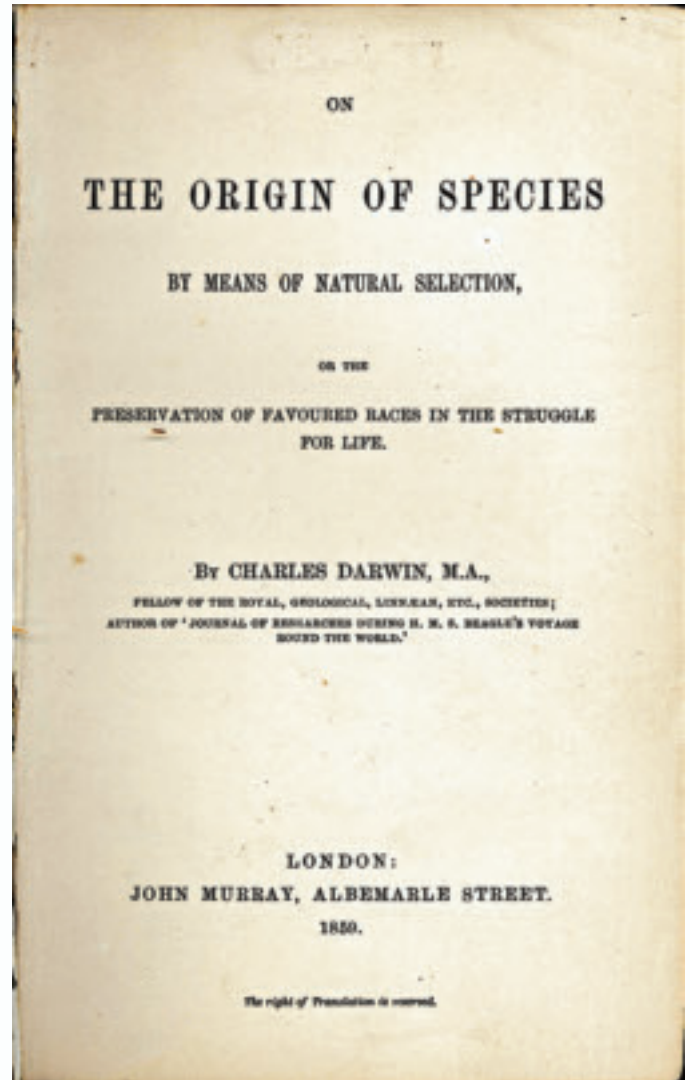 ON
THE ORIGIN OF SPECIES
BY MEANS OF NATURAL SELECTION,
OR THE
PRESERVATION OF FAVOURED RACES IN THE STRUGGLE
FOR LIFE.
BY CHARLES DARWIN, M.A.,
FELLOW OF THE ROYAL, GEOLOGICAL, LINNÆAN, ETC., SOCIETIES;
AUTHOR OF 'JOURNAL OF RESEARCHES DURING H. M. S. BEAGLE'S VOYAGE
ROUND THE WORLD.'
LONDON:
JOHN MURRAY, ALBEMARLE STREET.
1859.
The right of Translation is reserved.